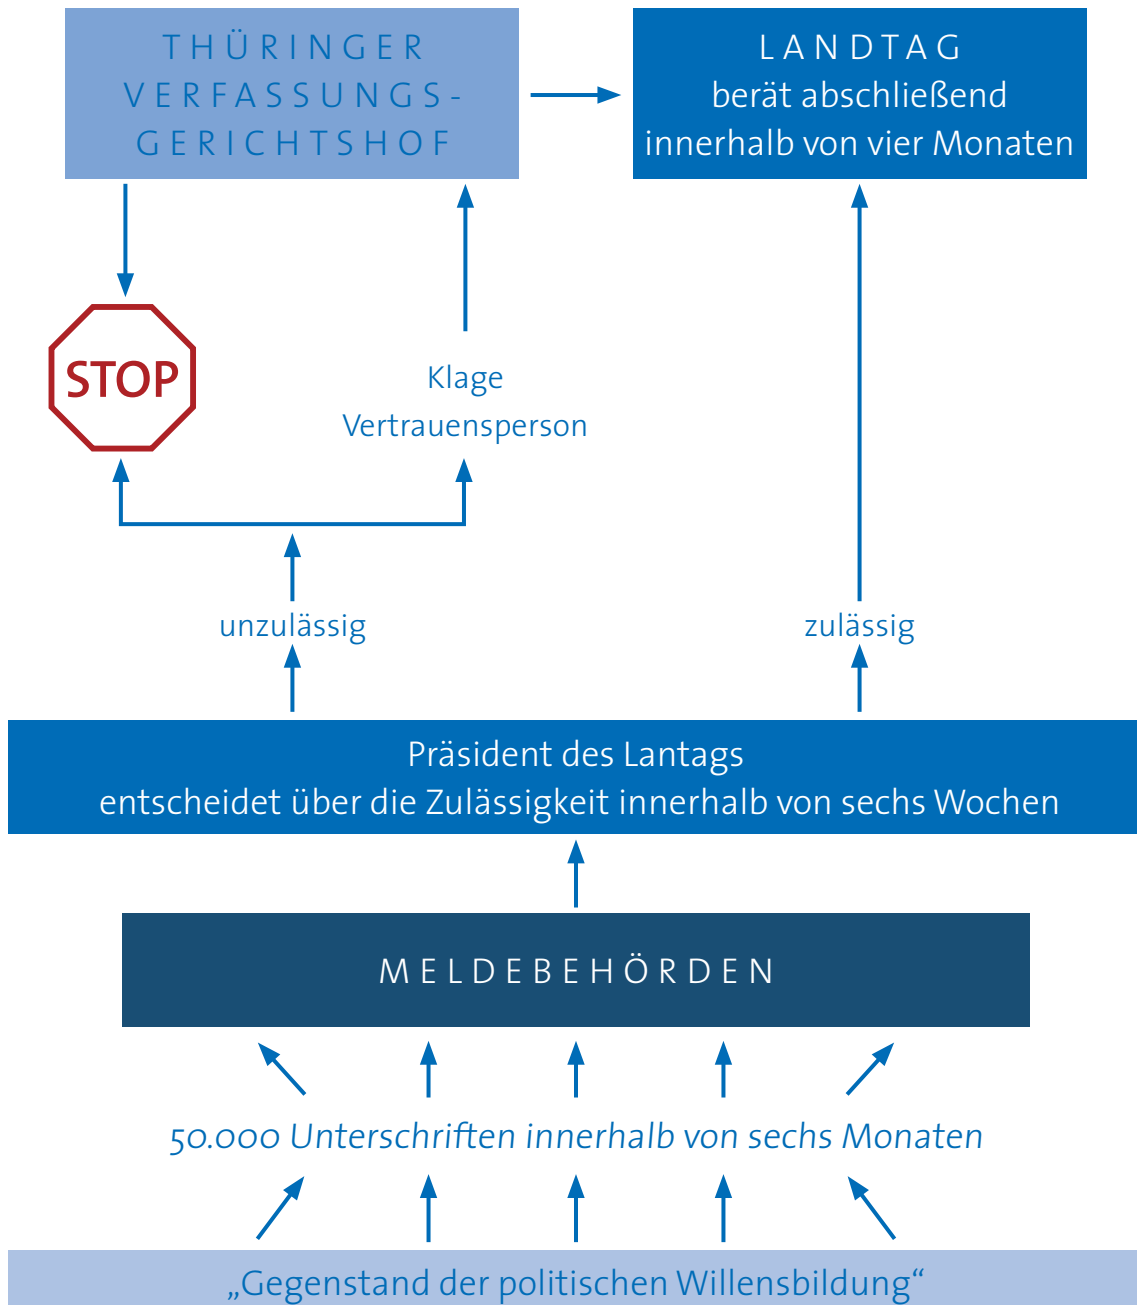 THÜRINGER
VERFASSUNGS-
GERICHTSHOF
LANDTAG
berät abschließend
innerhalb von vier Monaten
STOP
Klage
Vertrauensperson
unzulässig
zulässig
Präsident des Lantags
entscheidet über die Zulässigkeit innerhalb von sechs Wochen
MELDEBEHÖRDEN
50.000 Unterschriften innerhalb von sechs Monaten
„Gegenstand der politischen Willensbildung“